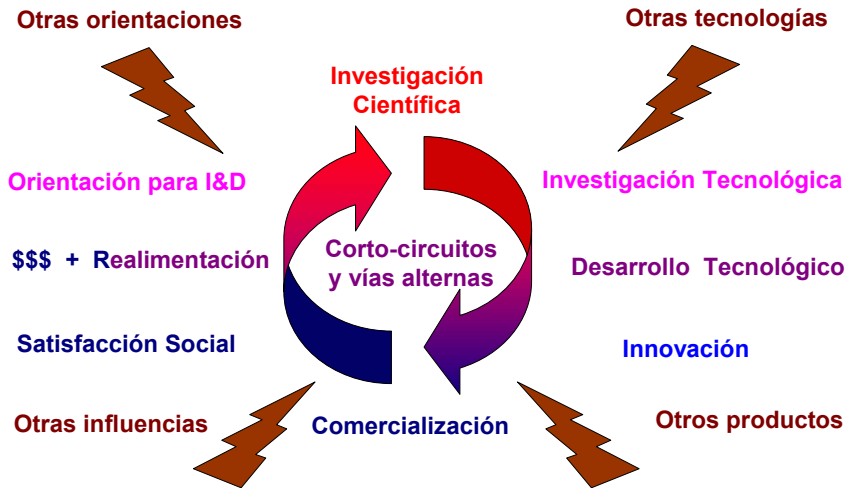 Otras orientaciones
Otras tecnologías
Investigación
Científica
Orientación para I&D
Investigación Tecnológica
$$$ + Realimentación
Corto-circuitos
y vías alternas
Desarrollo Tecnológico
Satisfacción Social
Innovación
Otras influencias
Comercialización
Otros productos